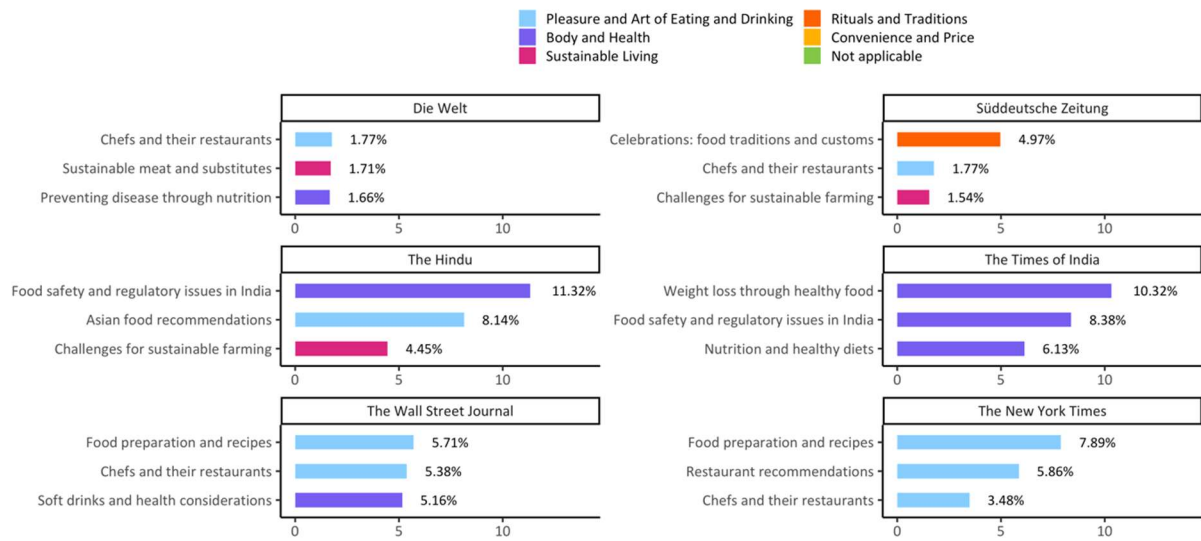 Pleasure and Art of Eating and Drinking
Rituals and Traditions
Body and Health
Convenience and Price
Sustainable Living
Not applicable
Die Welt
Chefs and their restaurants 1.77%
Sustainable meat and substitutes 1.71%
Preventing disease through nutrition 1.66%
0 5 10
Süddeutsche Zeitung
Celebrations: food traditions and customs 4.97%
Chefs and their restaurants 1.77%
Challenges for sustainable farming 1.54%
0 5 10
The Hindu
Food safety and regulatory issues in India 11.32%
Asian food recommendations 8.14%
Challenges for sustainable farming 4.45%
0 5 10
The Times of India
Weight loss through healthy food 10.32%
Food safety and regulatory issues in India 8.38%
Nutrition and healthy diets 6.13%
0 5 10
The Wall Street Journal
Food preparation and recipes 5.71%
Chefs and their restaurants 5.38%
Soft drinks and health considerations 5.16%
0 5 10
The New York Times
Food preparation and recipes 7.89%
Restaurant recommendations 5.86%
Chefs and their restaurants 3.48%
0 5 10